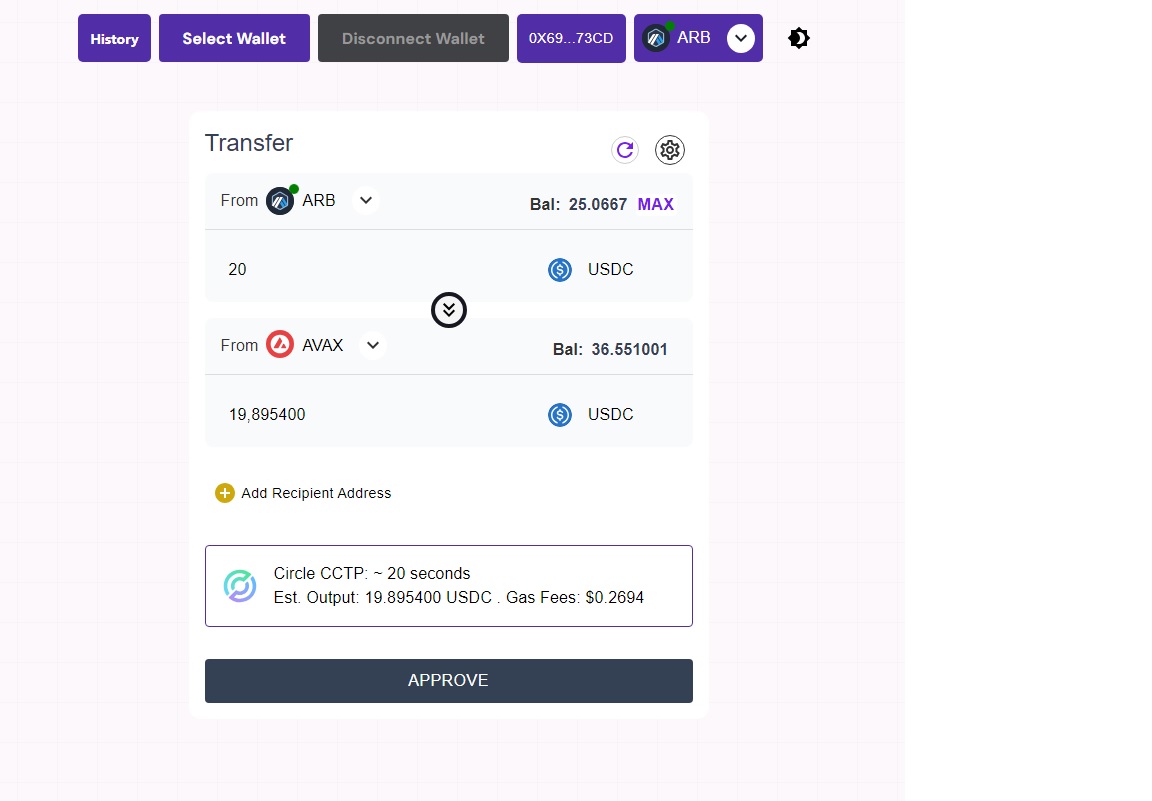 History Select Wallet Disconnect Wallet 0X69...73CD ARB
Transfer
From ARB Bal: 25.0667 MAX
20 USDC
From AVAX Bal: 36.551001
19,895400 USDC
Add Recipient Address
Circle CCTP: ~ 20 seconds
Est. Output: 19.895400 USDC . Gas Fees: $0.2694
APPROVE